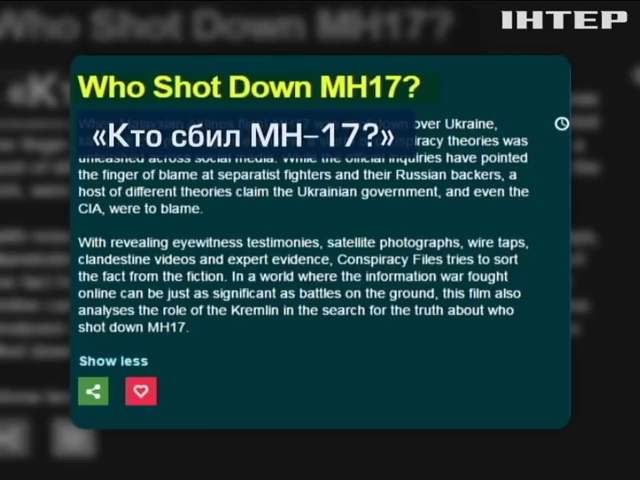 ІНТЕР
Who Shot Down MH17?
over Ukraine,
«Кто сбил МН–17?»
conspiracy theories was
unleashed across social media. While the official inquiries have pointed
the finger of blame at separatist fighters and their Russian backers, a
host of different theories claim the Ukrainian government, and even the
CIA, were to blame.
With revealing eyewitness testimonies, satellite photographs, wire taps,
clandestine videos and expert evidence, Conspiracy Files tries to sort
the fact from the fiction. In a world where the information war fought
online can be just as significant as battles on the ground, this film also
analyses the role of the Kremlin in the search for the truth about who
shot down MH17.
Show less